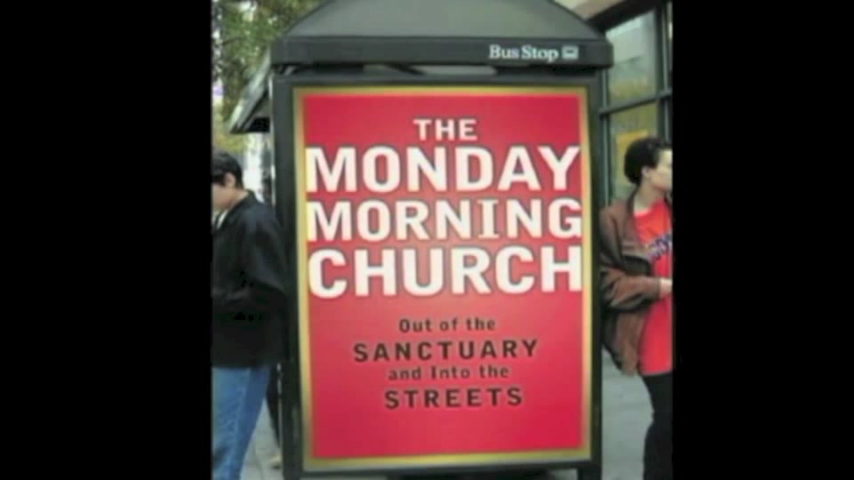 Bus Stop
THE
MONDAY
MORNING
CHURCH
Out of the
SANCTUARY
and Into the
STREETS